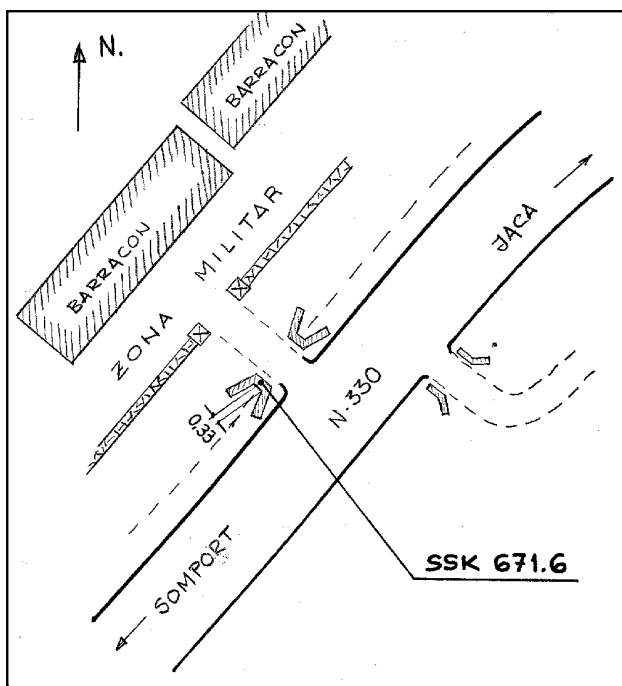 N.
BARRACON
BARRACON
ZONA MILITAR
JACA
N-330
0,33
SOMPORT
SSK 671.6